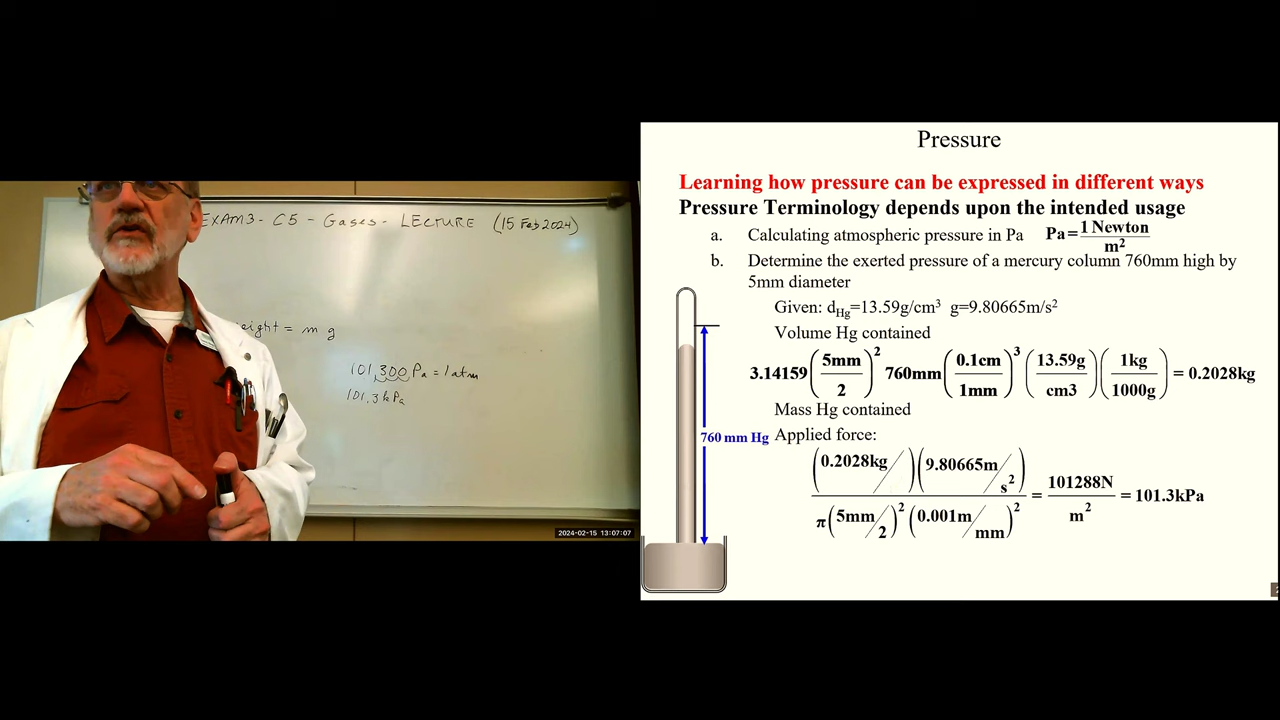 EXAM3 - C5 - Gases - LECTURE (15 Feb 2024)
eight = m g
101,300 Pa = 1 atm
101.3 kPa
2024-02-15 13:07:07
Pressure
Learning how pressure can be expressed in different ways
Pressure Terminology depends upon the intended usage
a. Calculating atmospheric pressure in Pa Pa = 1 Newton / m²
b. Determine the exerted pressure of a mercury column 760mm high by
5mm diameter
Given: dHg=13.59g/cm³ g=9.80665m/s²
Volume Hg contained
3.14159 (5mm / 2)² 760mm (0.1cm / 1mm)³ (13.59g / cm3) (1kg / 1000g) = 0.2028kg
Mass Hg contained
760 mm Hg Applied force:
(0.2028kg/)(9.80665m/s²) / π(5mm/2)² (0.001m/mm)² = 101288N / m² = 101.3kPa